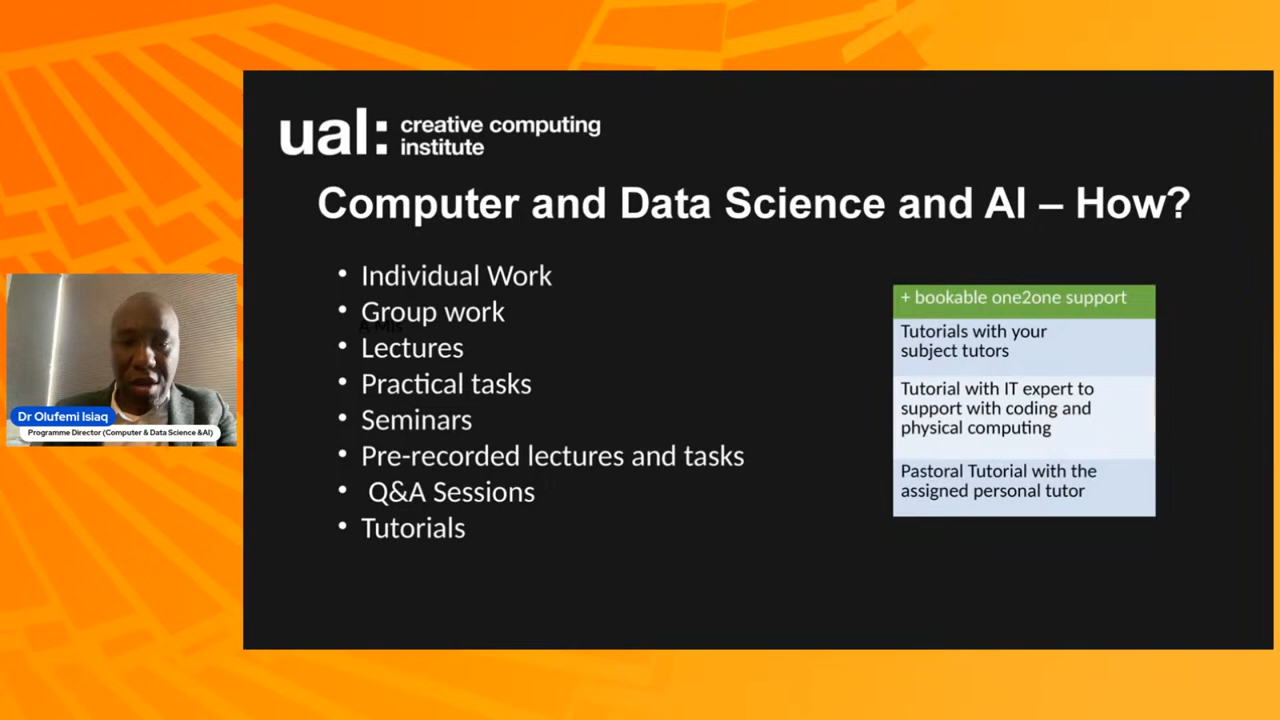 ual: creative computing
institute
Computer and Data Science and AI – How?
• Individual Work
• Group work
A Mis
• Lectures
• Practical tasks
• Seminars
• Pre-recorded lectures and tasks
• Q&A Sessions
• Tutorials
+ bookable one2one support
Tutorials with your
subject tutors
Tutorial with IT expert to
support with coding and
physical computing
Pastoral Tutorial with the
assigned personal tutor
Dr Olufemi Isiaq
Programme Director (Computer & Data Science &AI)